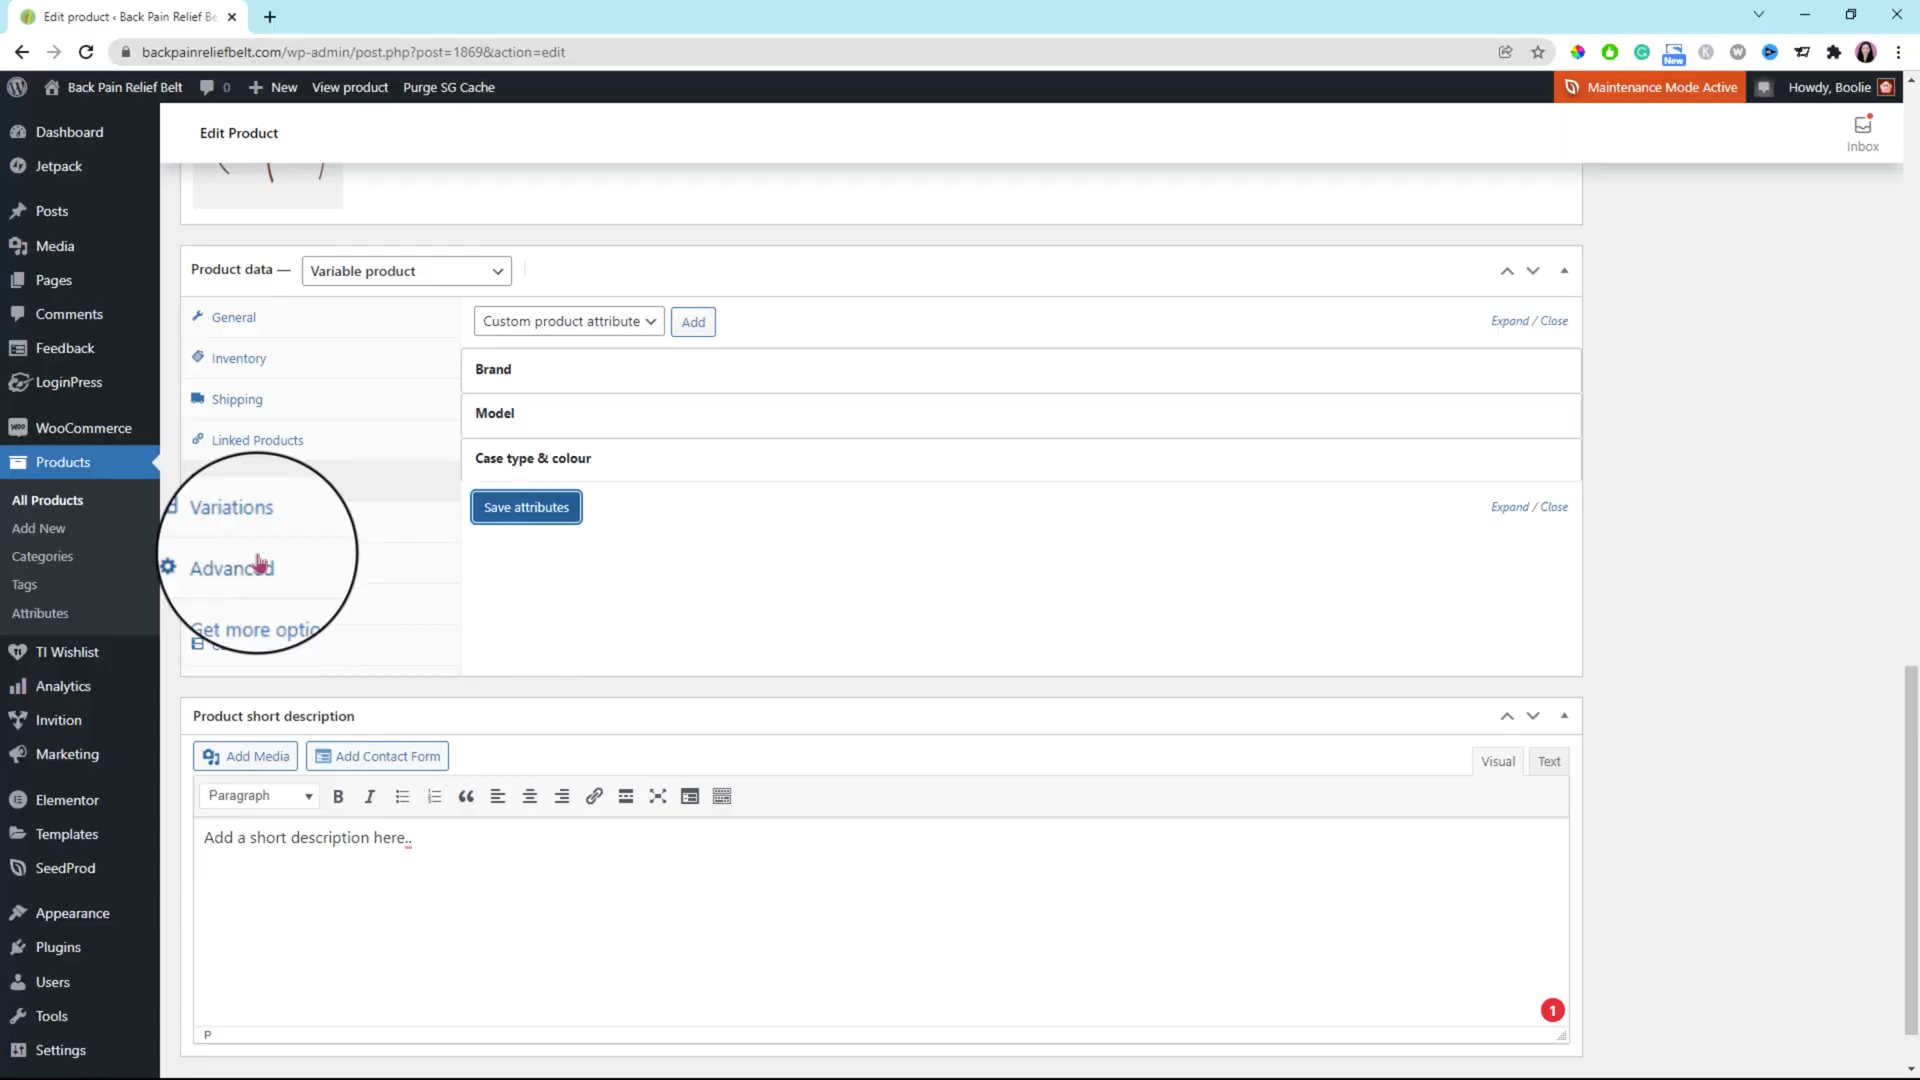 Edit product ‹ Back Pain Relief Be
backpainreliefbelt.com/wp-admin/post.php?post=1869&action=edit
New
Back Pain Relief Belt
0
New
View product
Purge SG Cache
Maintenance Mode Active
Howdy, Boolie
Dashboard
Jetpack
Posts
Media
Pages
Comments
Feedback
LoginPress
WooCommerce
Products
All Products
Add New
Categories
Tags
Attributes
TI Wishlist
Analytics
Invition
Marketing
Elementor
Templates
SeedProd
Appearance
Plugins
Users
Tools
Settings
Edit Product
Inbox
Product data —
Variable product
General
Inventory
Shipping
Linked Products
Variations
Advanced
Get more optio
Custom product attribute
Add
Expand / Close
Brand
Model
Case type & colour
Save attributes
Expand / Close
Product short description
Add Media
Add Contact Form
Visual
Text
Paragraph
Add a short description here..
1
P